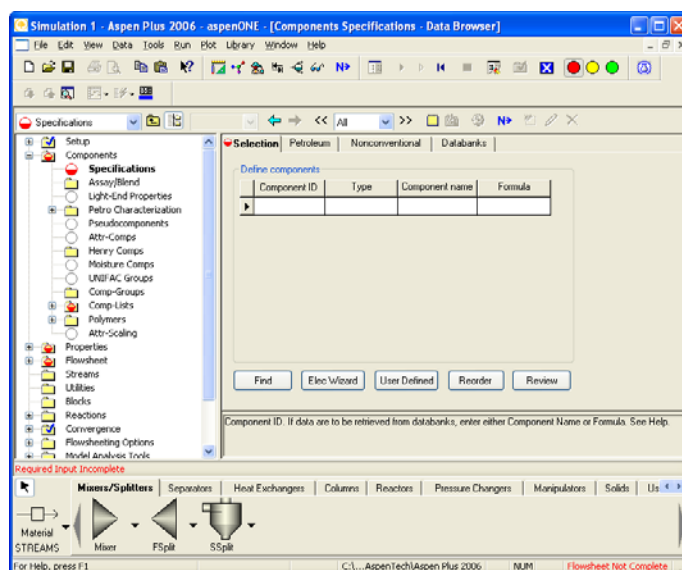 Simulation 1 - Aspen Plus 2006 - aspenONE - [Components Specifications - Data Browser]
File Edit View Data Tools Run Plot Library Window Help
N>
Specifications
<< All >>
N>
Setup
Components
Specifications
Assay/Blend
Light-End Properties
Petro Characterization
Pseudocomponents
Attr-Comps
Henry Comps
Moisture Comps
UNIFAC Groups
Comp-Groups
Comp-Lists
Polymers
Attr-Scaling
Properties
Flowsheet
Streams
Utilities
Blocks
Reactions
Convergence
Flowsheeting Options
Model Analysis Tools
Selection Petroleum Nonconventional Databanks
Define components
Component ID Type Component name Formula
Find Elec Wizard User Defined Reorder Review
Component ID. If data are to be retrieved from databanks, enter either Component Name or Formula. See Help.
Required Input Incomplete
Mixers/Splitters Separators Heat Exchangers Columns Reactors Pressure Changers Manipulators Solids Us
Material
STREAMS Mixer FSplit SSplit
For Help, press F1 C:\...AspenTech\Aspen Plus 2006 NUM Flowsheet Not Complete